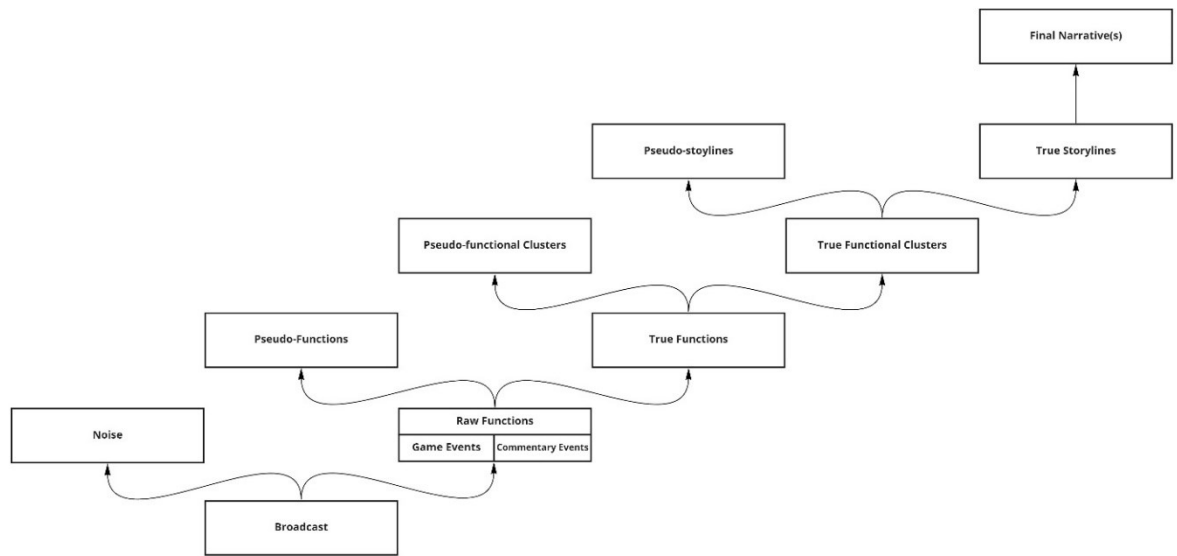 Final Narrative(s)
Pseudo-stoylines
True Storylines
Pseudo-functional Clusters
True Functional Clusters
Pseudo-Functions
True Functions
Noise
Raw Functions
Game Events
Commentary Events
Broadcast